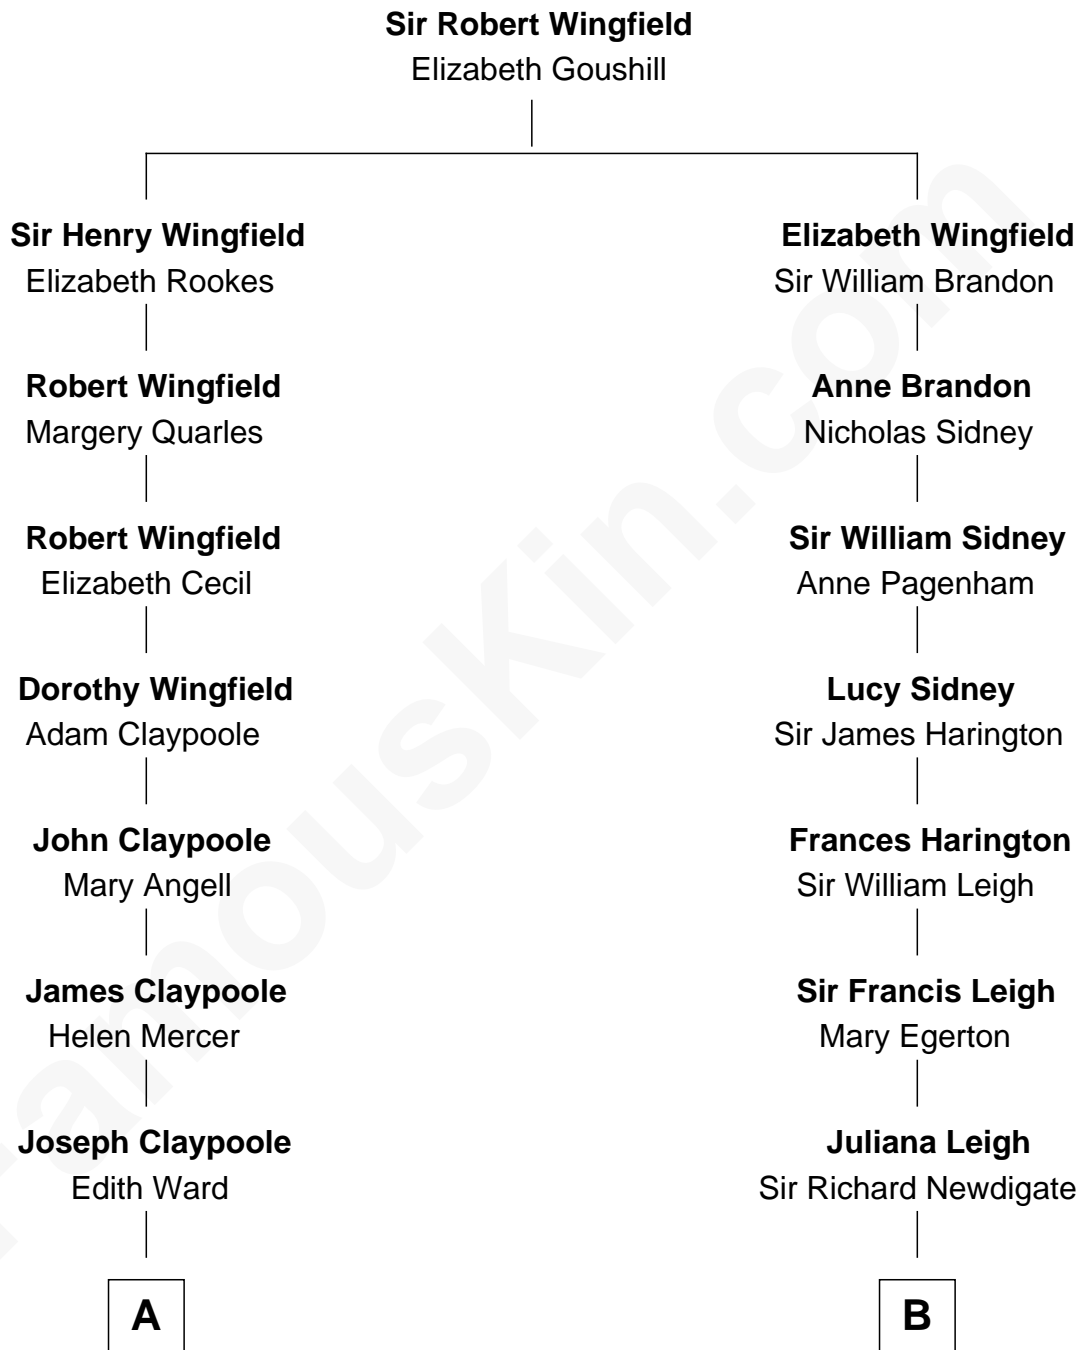 Sir Robert Wingfield
Elizabeth Goushill
Sir Henry Wingfield
Elizabeth Rookes
Elizabeth Wingfield
Sir William Brandon
Robert Wingfield
Margery Quarles
Anne Brandon
Nicholas Sidney
Robert Wingfield
Elizabeth Cecil
Sir William Sidney
Anne Pagenham
Dorothy Wingfield
Adam Claypoole
Lucy Sidney
Sir James Harington
John Claypoole
Mary Angell
Frances Harington
Sir William Leigh
James Claypoole
Helen Mercer
Sir Francis Leigh
Mary Egerton
Joseph Claypoole
Edith Ward
Juliana Leigh
Sir Richard Newdigate
A
B
FamousKin.com